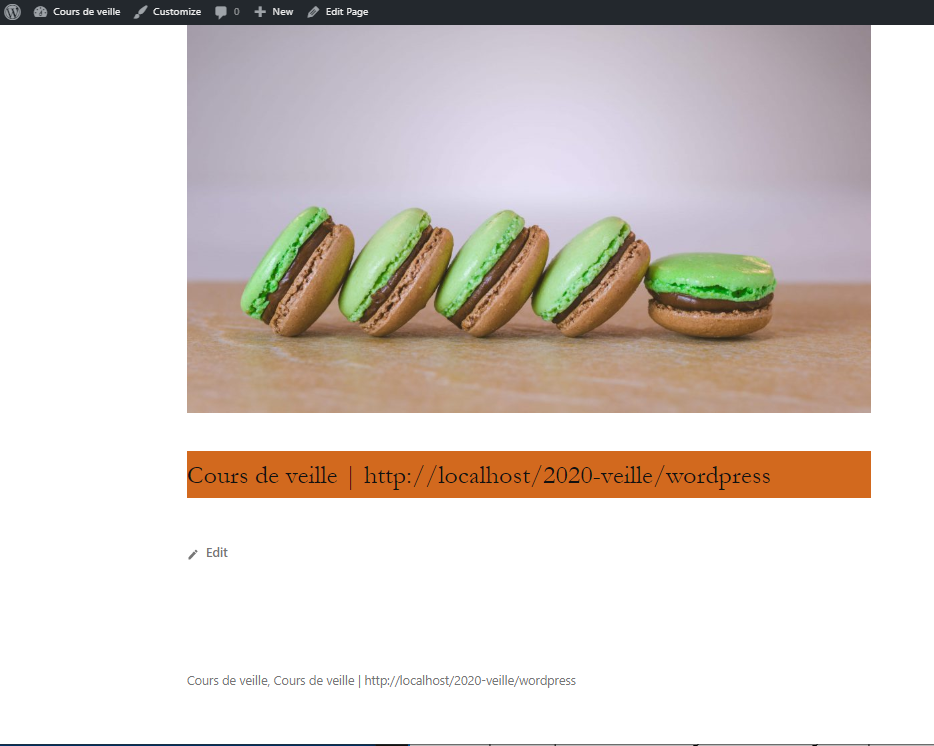 Cours de veille Customize 0 New Edit Page
Cours de veille | http://localhost/2020-veille/wordpress
Edit
Cours de veille, Cours de veille | http://localhost/2020-veille/wordpress